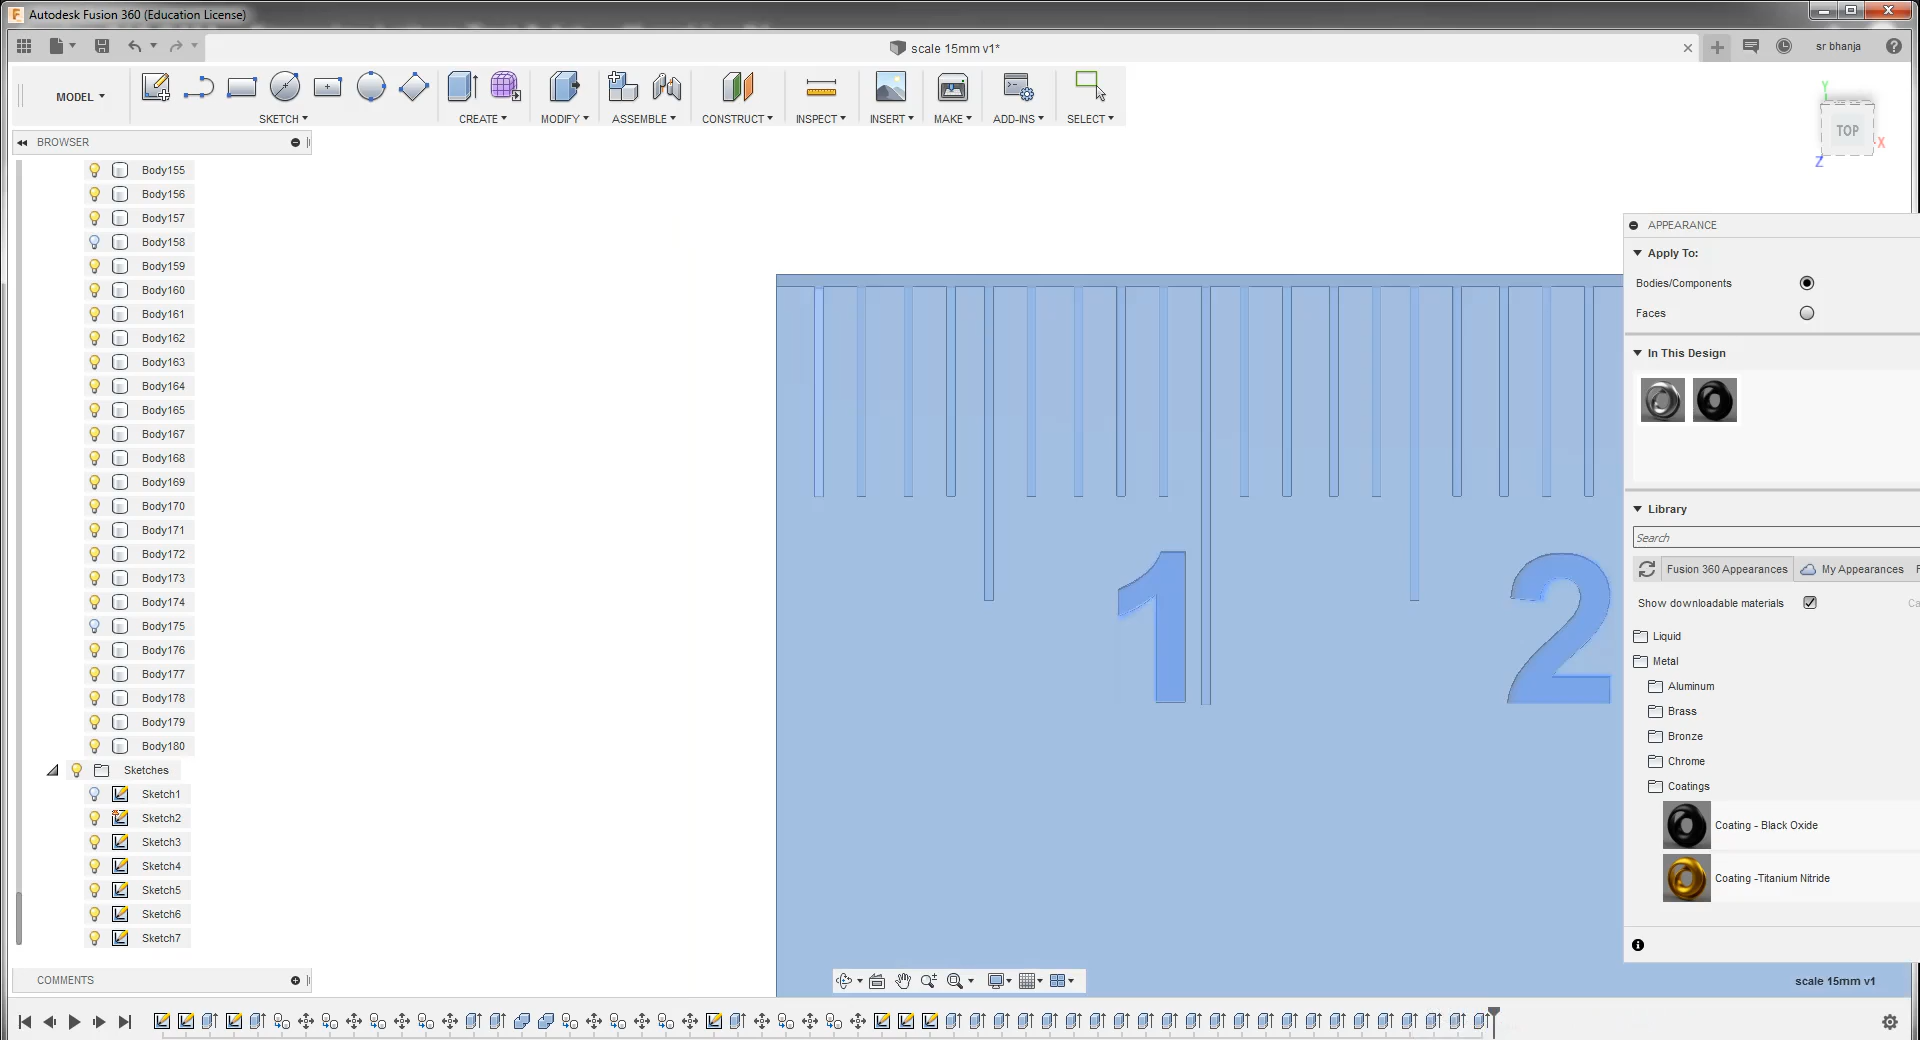 Autodesk Fusion 360 (Education License)
scale 15mm v1*
sr bhanja
MODEL
SKETCH
CREATE
MODIFY
ASSEMBLE
CONSTRUCT
INSPECT
INSERT
MAKE
ADD-INS
SELECT
Y
TOP
X
Z
BROWSER
Body155
Body156
Body157
Body158
Body159
Body160
Body161
Body162
Body163
Body164
Body165
Body167
Body168
Body169
Body170
Body171
Body172
Body173
Body174
Body175
Body176
Body177
Body178
Body179
Body180
Sketches
Sketch1
Sketch2
Sketch3
Sketch4
Sketch5
Sketch6
Sketch7
COMMENTS
1 2
APPEARANCE
Apply To:
Bodies/Components
Faces
In This Design
Library
Search
Fusion 360 Appearances My Appearances F
Show downloadable materials Ca
Liquid
Metal
Aluminum
Brass
Bronze
Chrome
Coatings
Coating - Black Oxide
Coating -Titanium Nitride
scale 15mm v1